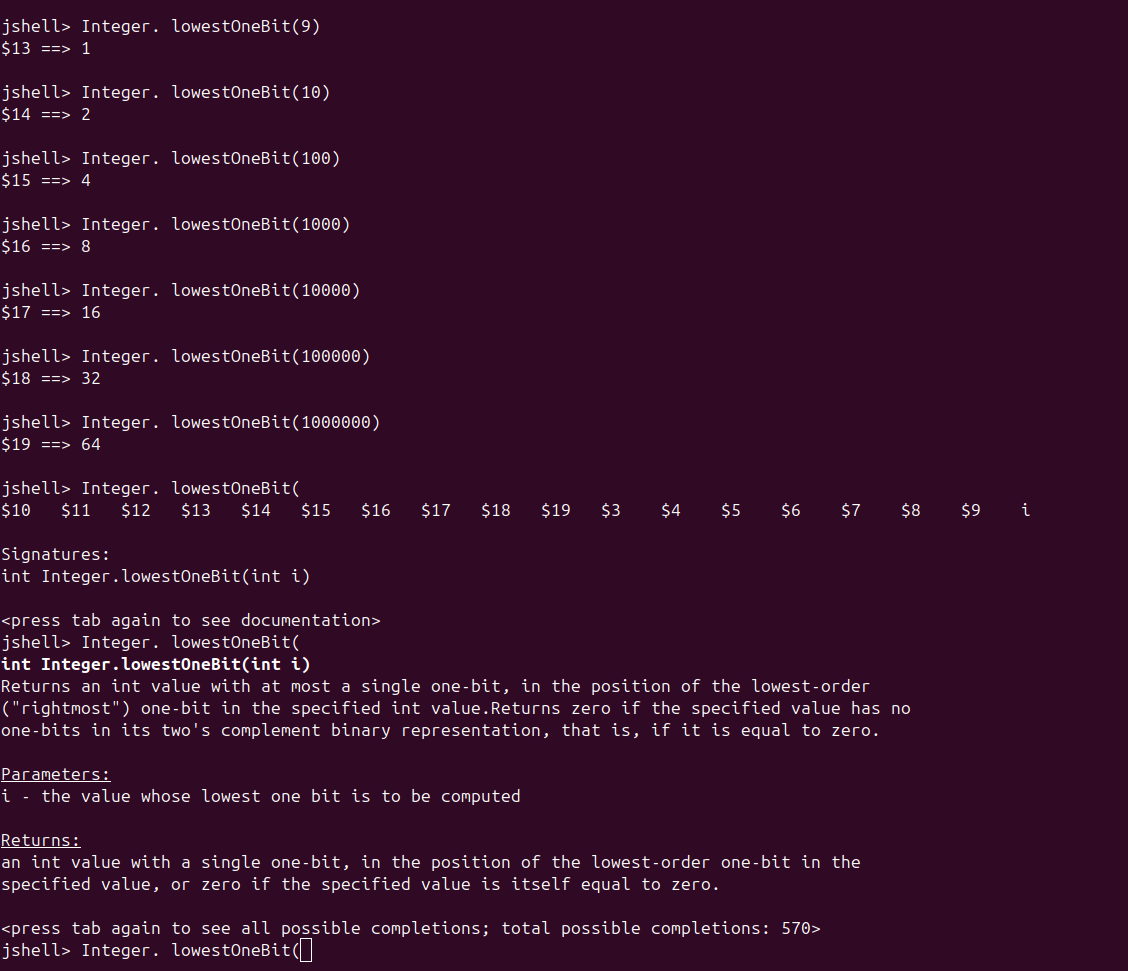 jshell> Integer. lowestOneBit(9)
$13 ==> 1
jshell> Integer. lowestOneBit(10)
$14 ==> 2
jshell> Integer. lowestOneBit(100)
$15 ==> 4
jshell> Integer. lowestOneBit(1000)
$16 ==> 8
jshell> Integer. lowestOneBit(10000)
$17 ==> 16
jshell> Integer. lowestOneBit(100000)
$18 ==> 32
jshell> Integer. lowestOneBit(1000000)
$19 ==> 64
jshell> Integer. lowestOneBit(
$10   $11   $12   $13   $14   $15   $16   $17   $18   $19   $3    $4    $5    $6    $7    $8    $9    i
Signatures:
int Integer.lowestOneBit(int i)
<press tab again to see documentation>
jshell> Integer. lowestOneBit(
int Integer.lowestOneBit(int i)
Returns an int value with at most a single one-bit, in the position of the lowest-order
("rightmost") one-bit in the specified int value.Returns zero if the specified value has no
one-bits in its two's complement binary representation, that is, if it is equal to zero.
Parameters:
i - the value whose lowest one bit is to be computed
Returns:
an int value with a single one-bit, in the position of the lowest-order one-bit in the
specified value, or zero if the specified value is itself equal to zero.
<press tab again to see all possible completions; total possible completions: 570>
jshell> Integer. lowestOneBit(